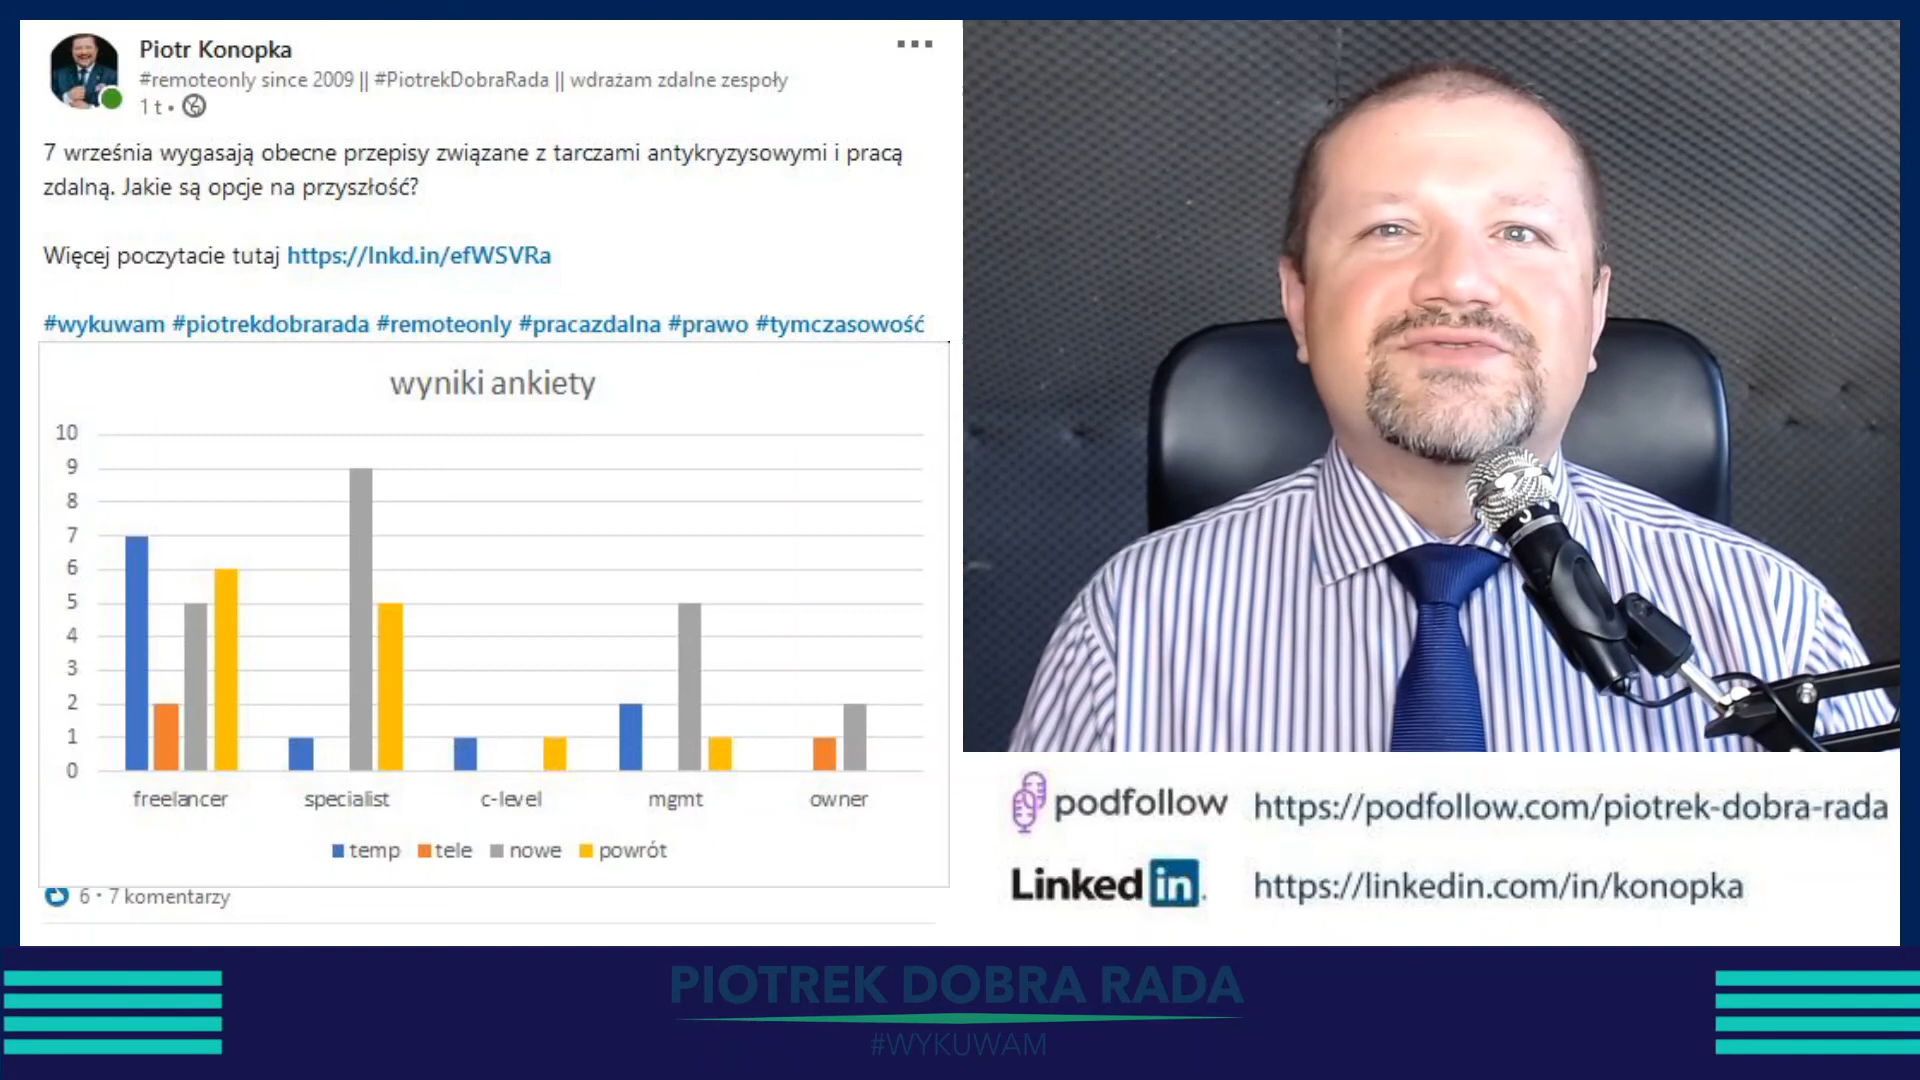 Piotr Konopka
#remoteonly since 2009 || #PiotrekDobraRada || wdrażam zdalne zespoły
1 t •
7 września wygasają obecne przepisy związane z tarczami antykryzysowymi i pracą
zdalną. Jakie są opcje na przyszłość?
Więcej poczytacie tutaj https://lnkd.in/efWSVRa
#wykuwam #piotrekdobrarada #remoteonly #pracazdalna #prawo #tymczasowość
wyniki ankiety
10
9
8
7
6
5
4
3
2
1
0
freelancer specialist c-level mgmt owner
temp tele nowe powrót
6 • 7 komentarzy
podfollow https://podfollow.com/piotrek-dobra-rada
Linked in. https://linkedin.com/in/konopka
PIOTREK DOBRA RADA
#WYKUWAM